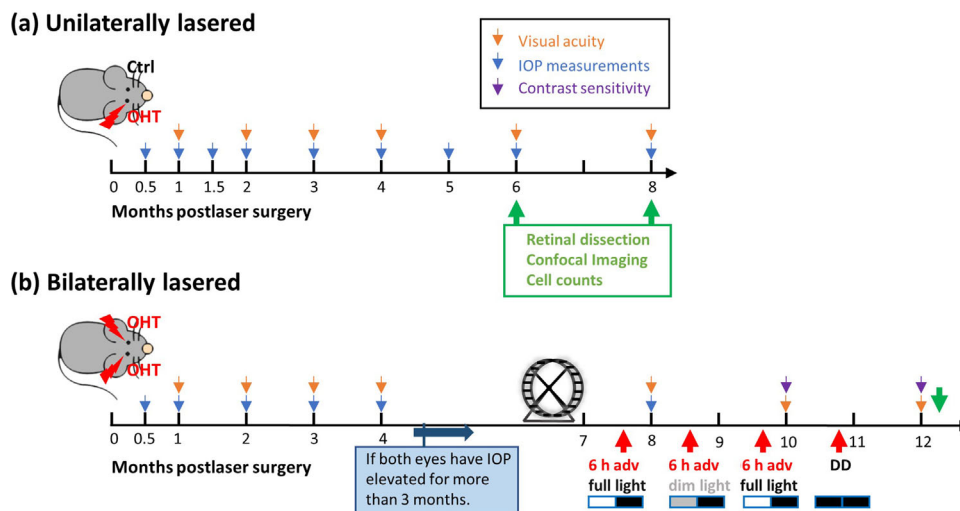 (a) Unilaterally lasered
Ctrl
OHT
Visual acuity
IOP measurements
Contrast sensitivity
0 0.5 1 1.5 2 3 4 5 6 8
Months postlaser surgery
Retinal dissection
Confocal Imaging
Cell counts
(b) Bilaterally lasered
OHT
OHT
0 0.5 1 2 3 4 7 8 9 10 11 12
Months postlaser surgery
If both eyes have IOP
elevated for more
than 3 months.
6 h adv
full light
6 h adv
dim light
6 h adv
full light
DD